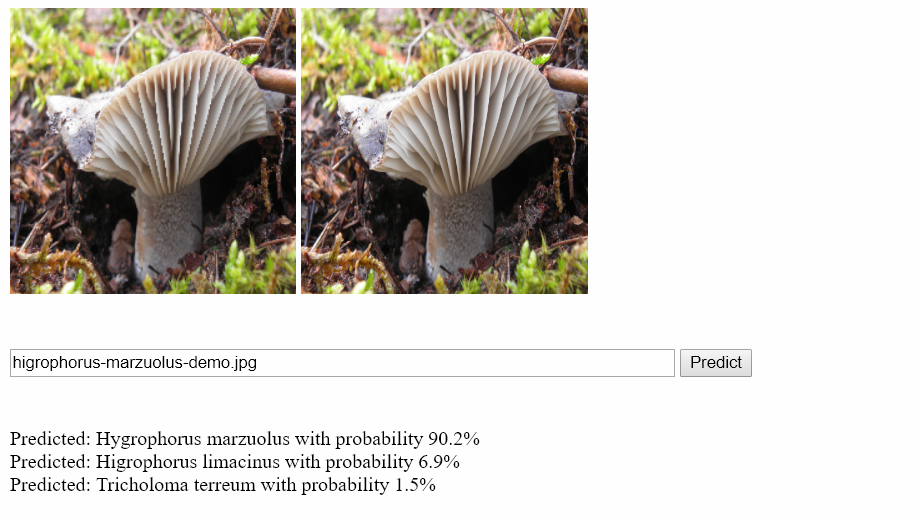 higrophorus-marzuolus-demo.jpg Predict
Predicted: Hygrophorus marzuolus with probability 90.2%
Predicted: Higrophorus limacinus with probability 6.9%
Predicted: Tricholoma terreum with probability 1.5%